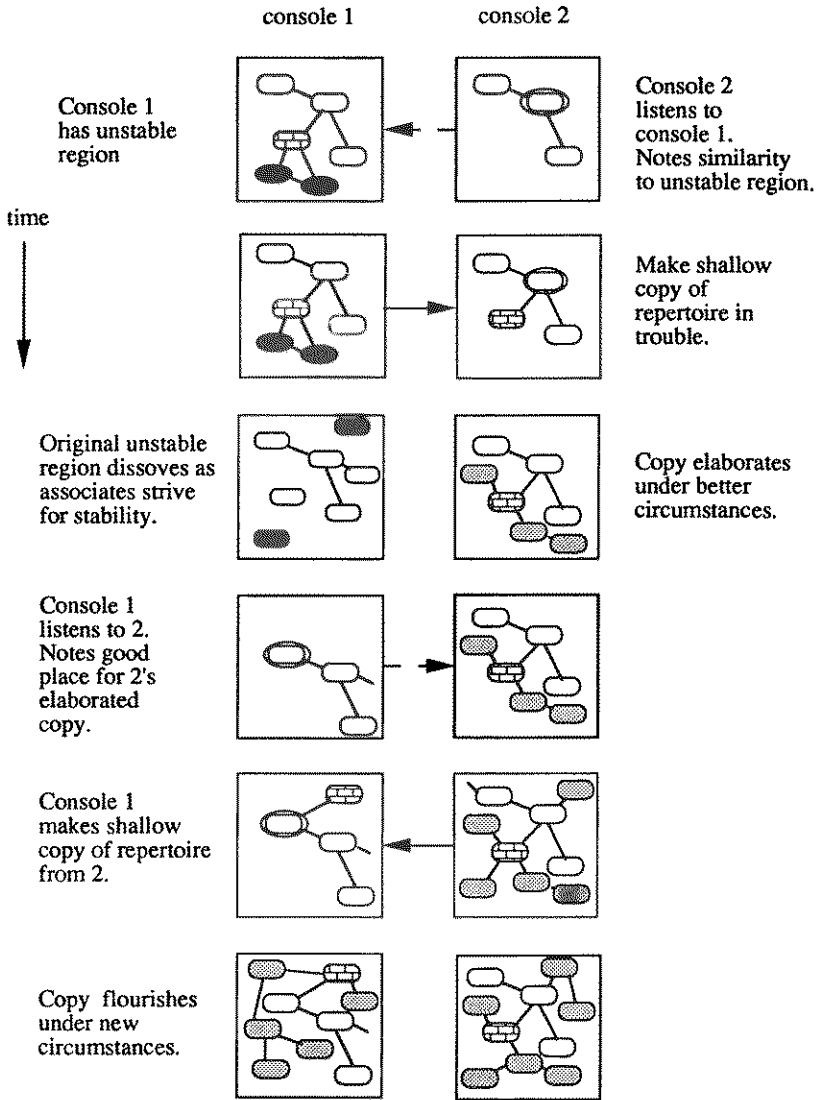 console 1
console 2
Console 1
has unstable
region
Console 2
listens to
console 1.
Notes similarity
to unstable region.
time
Make shallow
copy of
repertoire in
trouble.
Original unstable
region dissoves as
associates strive
for stability.
Copy elaborates
under better
circumstances.
Console 1
listens to 2.
Notes good
place for 2's
elaborated
copy.
Console 1
makes shallow
copy of repertoire
from 2.
Copy flourishes
under new
circumstances.